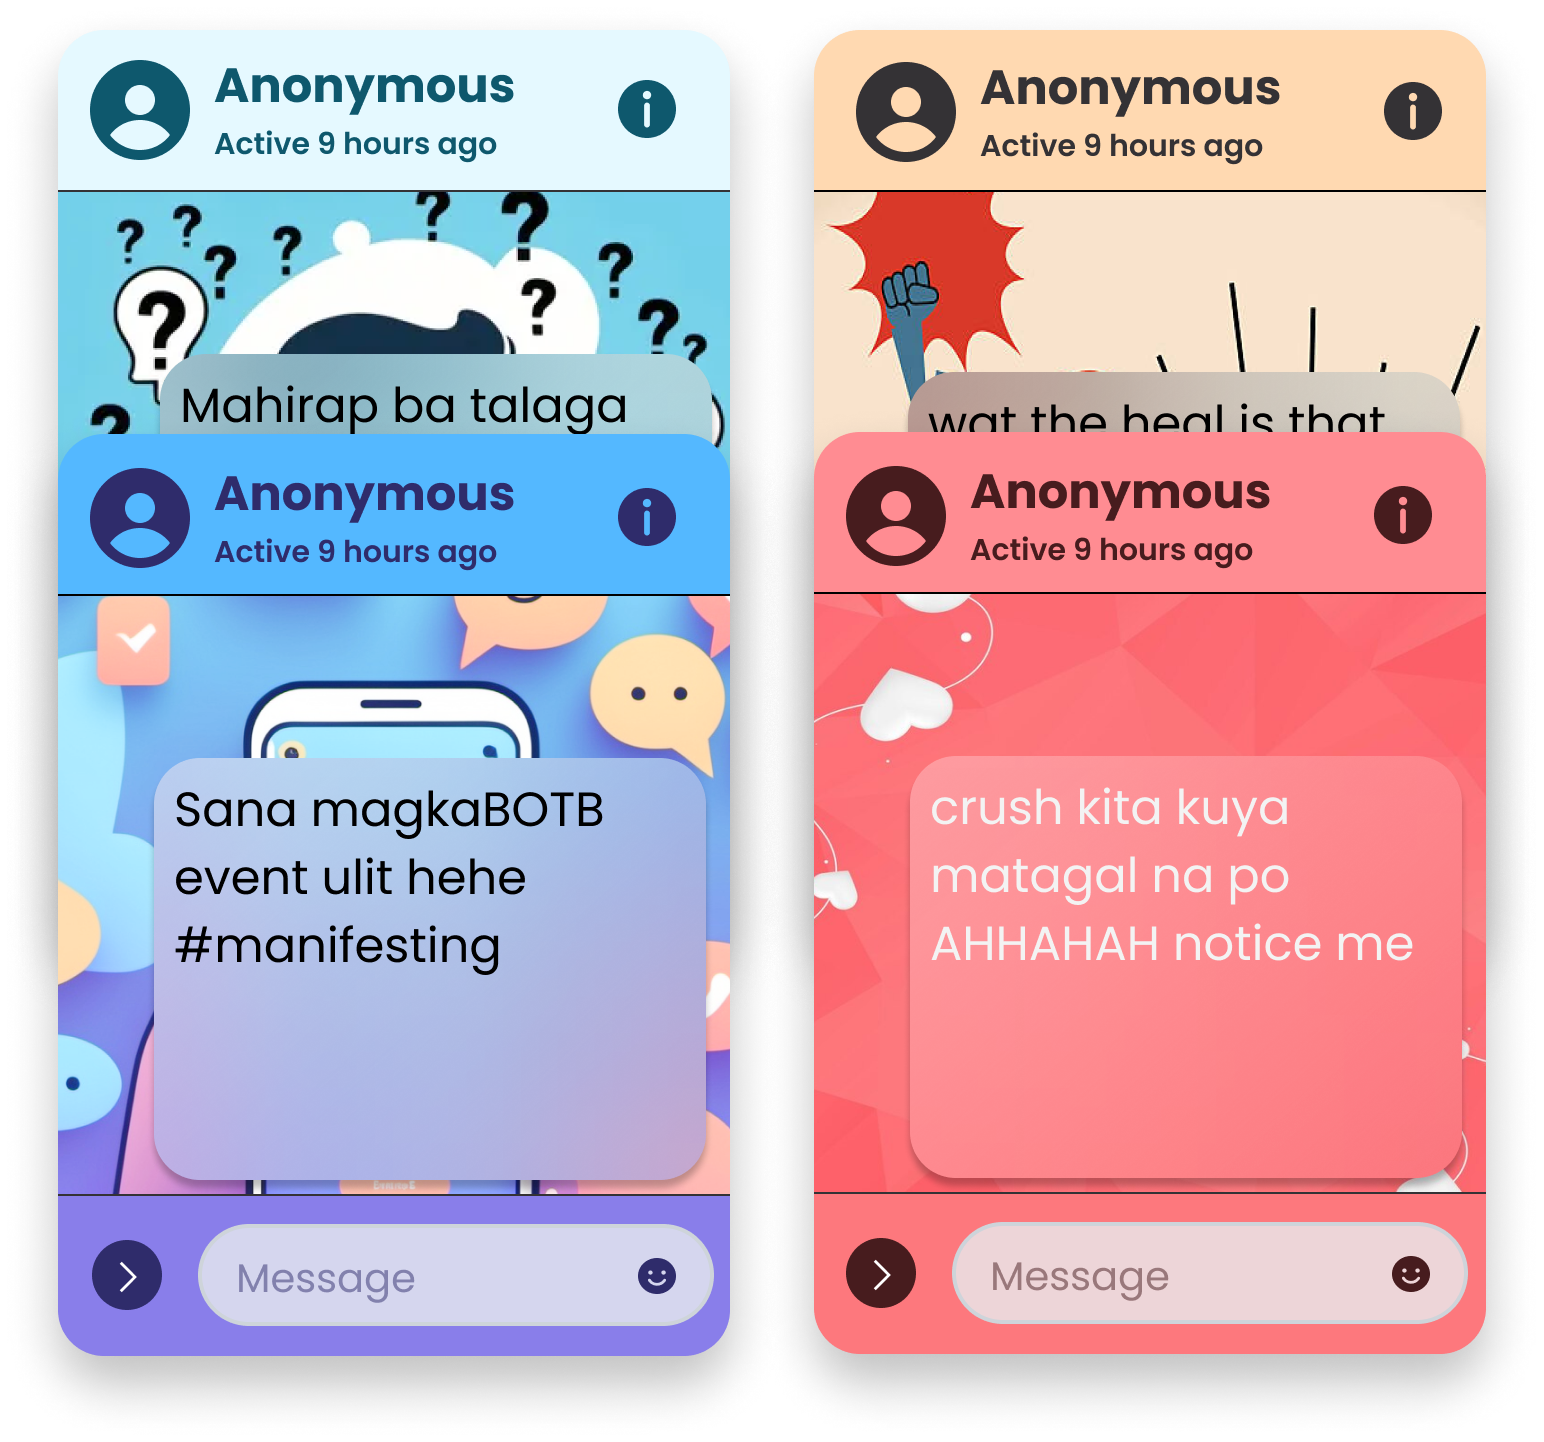 Anonymous
Active 9 hours ago
? ? ? ? ? ? ? ? ? ? ? ?
Mahirap ba talaga
Anonymous
Active 9 hours ago
wat the heal is that
Anonymous
Active 9 hours ago
Sana magkaBOTB
event ulit hehe
#manifesting
Message
Anonymous
Active 9 hours ago
crush kita kuya
matagal na po
AHHAHAH notice me
Message